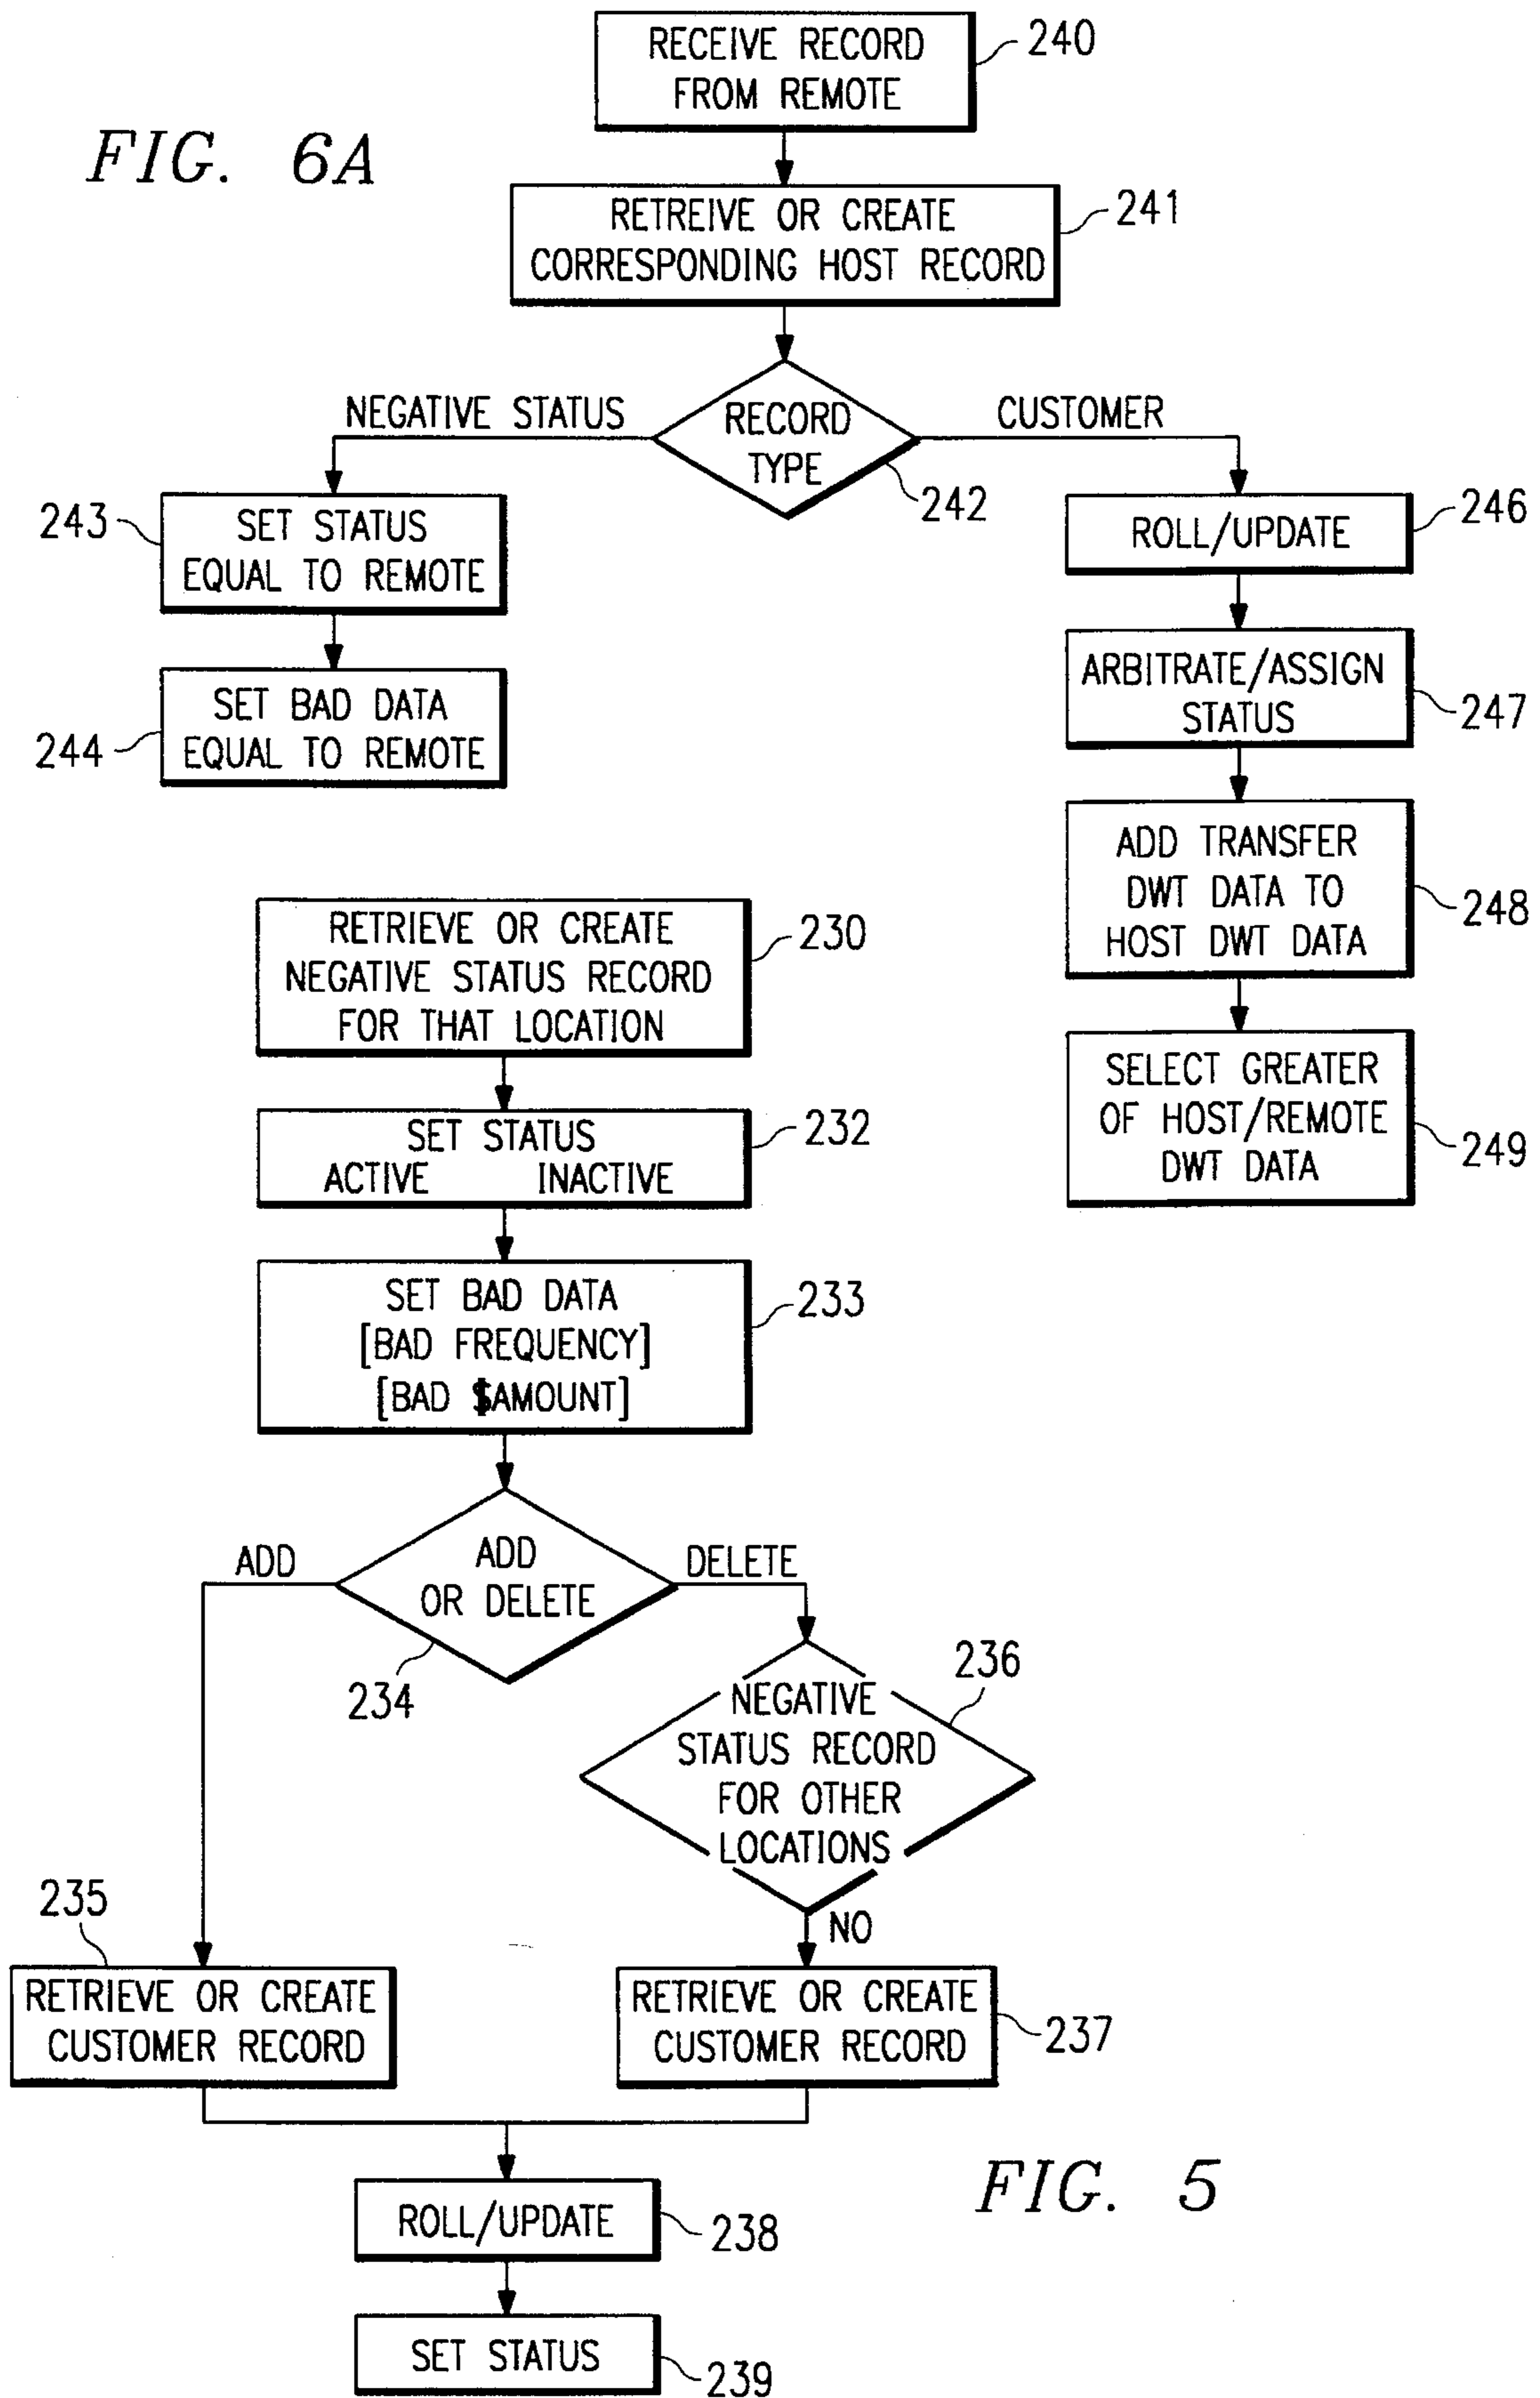 FIG. 6A
RECEIVE RECORD
FROM REMOTE
240
RETREIVE OR CREATE
CORRESPONDING HOST RECORD
241
NEGATIVE STATUS
RECORD
TYPE
242
CUSTOMER
243
SET STATUS
EQUAL TO REMOTE
244
SET BAD DATA
EQUAL TO REMOTE
ROLL/UPDATE
246
ARBITRATE/ASSIGN
STATUS
247
ADD TRANSFER
DWT DATA TO
HOST DWT DATA
248
SELECT GREATER
OF HOST/REMOTE
DWT DATA
249
RETRIEVE OR CREATE
NEGATIVE STATUS RECORD
FOR THAT LOCATION
230
SET STATUS
ACTIVE INACTIVE
232
SET BAD DATA
[BAD FREQUENCY]
[BAD $AMOUNT]
233
ADD
ADD
OR DELETE
234
DELETE
NEGATIVE
STATUS RECORD
FOR OTHER
LOCATIONS
236
NO
235
RETRIEVE OR CREATE
CUSTOMER RECORD
RETRIEVE OR CREATE
CUSTOMER RECORD
237
ROLL/UPDATE
238
SET STATUS
239
FIG. 5